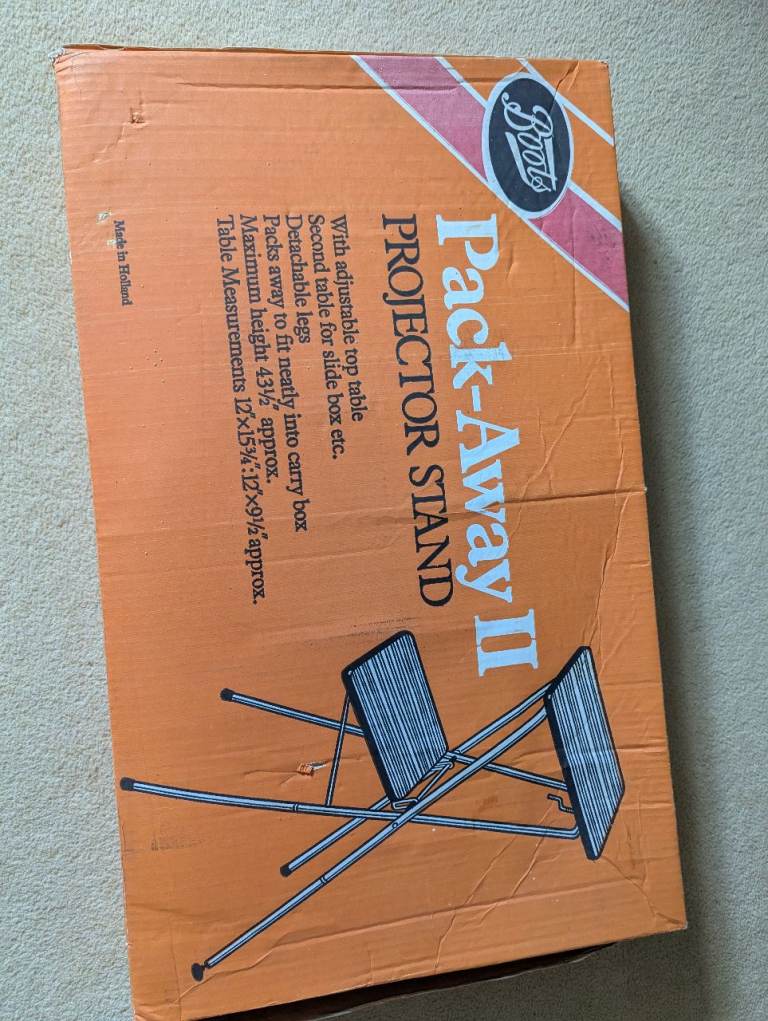 Boots
Pack-Away II
PROJECTOR STAND
With adjustable top table
Second table for slide box etc.
Detachable legs
Packs away to fit neatly into carry box
Maximum height 43½" approx.
Table Measurements 12"×15¾":12"×9½"approx.
Made in Holland